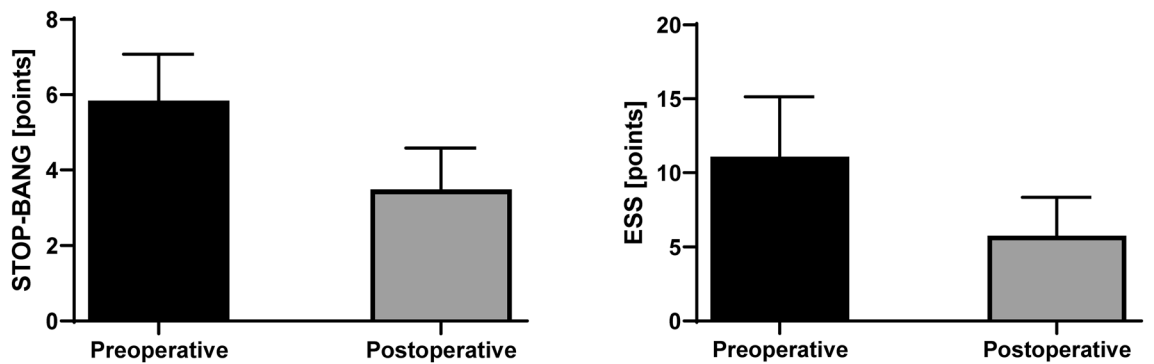 STOP-BANG [points]
8
6
4
2
0
Preoperative
Postoperative
ESS [points]
20
15
10
5
0
Preoperative
Postoperative